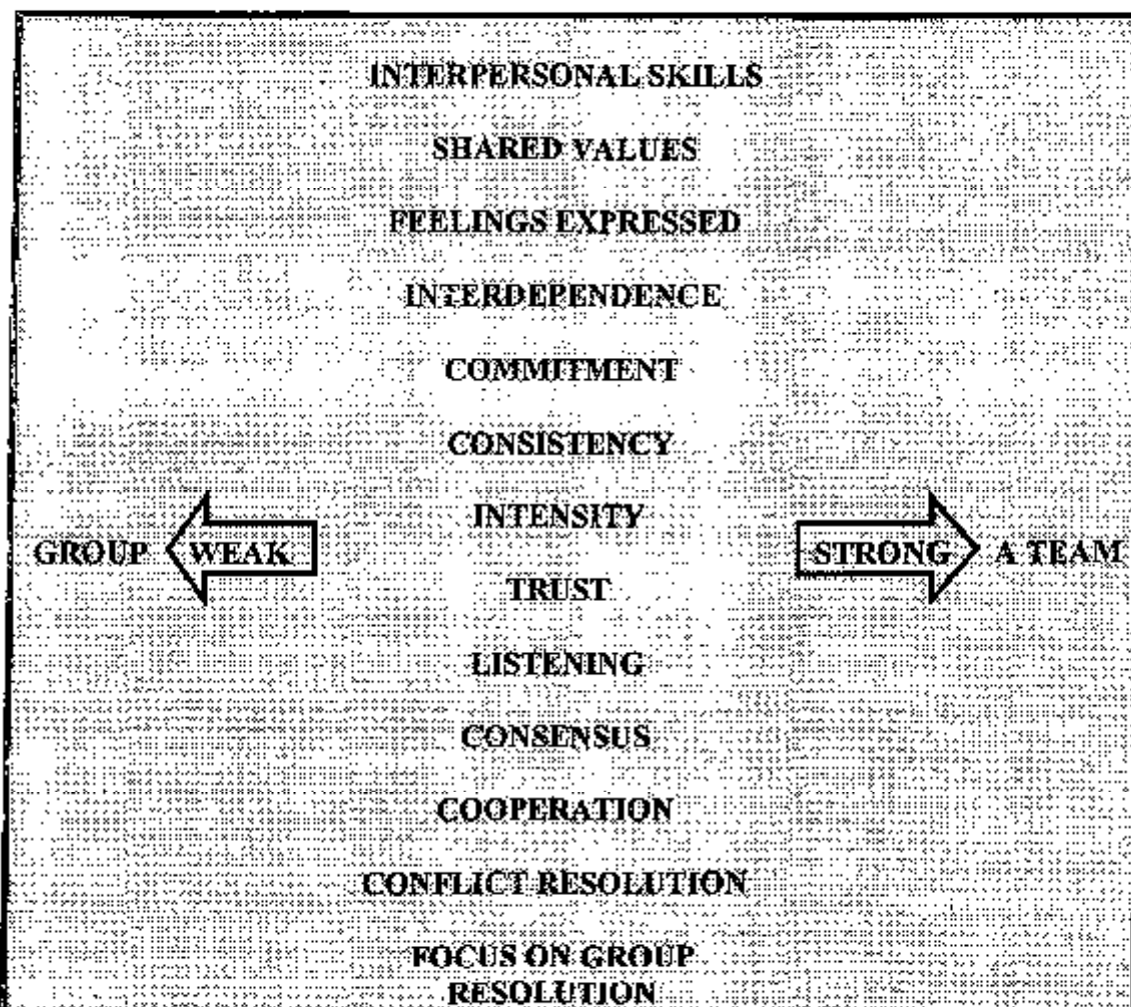 INTERPERSONAL SKILLS
SHARED VALUES
FEELINGS EXPRESSED
INTERDEPENDENCE
COMMITMENT
CONSISTENCY
INTENSITY
GROUP WEAK STRONG A TEAM
TRUST
LISTENING
CONSENSUS
COOPERATION
CONFLICT RESOLUTION
FOCUS ON GROUP
RESOLUTION